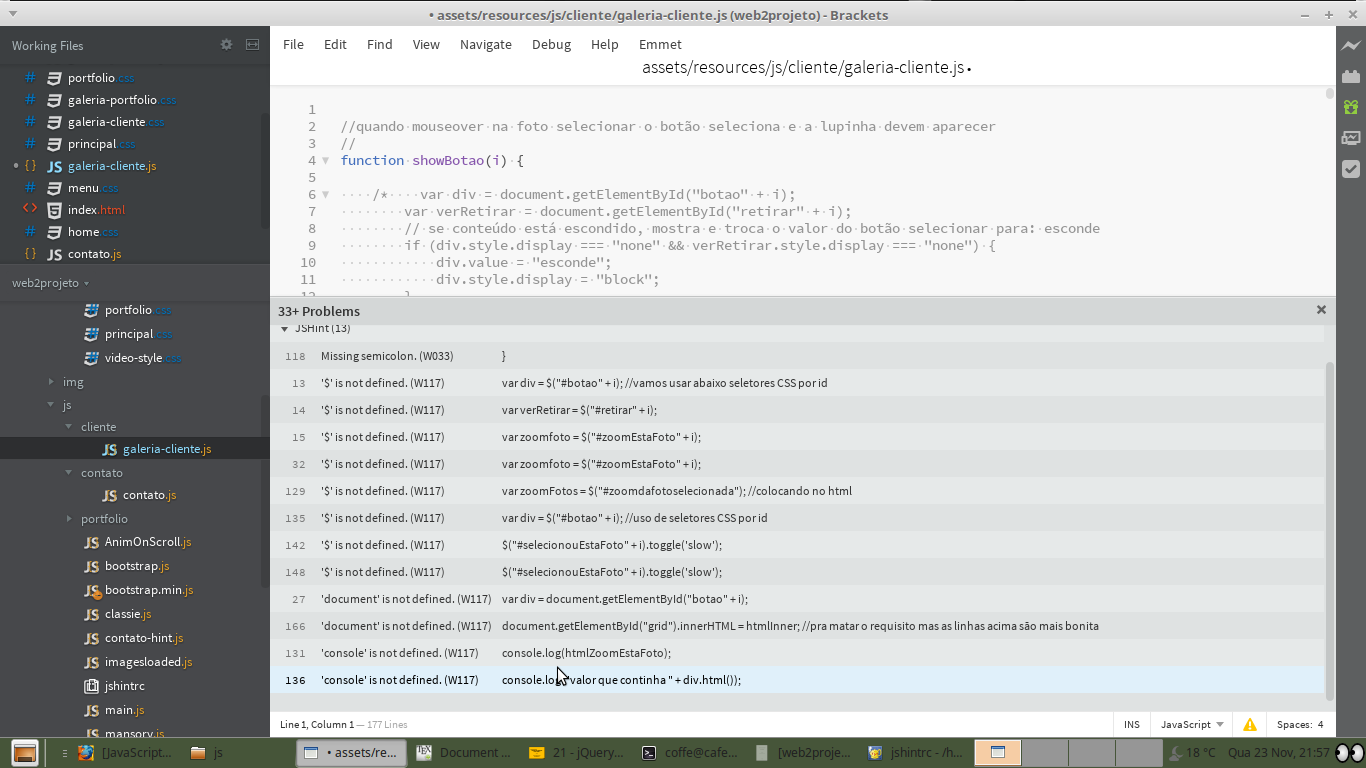 • assets/resources/js/cliente/galeria-cliente.js (web2projeto) - Brackets
Working Files
portfolio.css
galeria-portfolio.css
galeria-cliente.css
principal.css
galeria-cliente.js
menu.css
index.html
home.css
contato.js
web2projeto
portfolio.css
principal.css
video-style.css
img
js
cliente
galeria-cliente.js
contato
contato.js
portfolio
AnimOnScroll.js
bootstrap.js
bootstrap.min.js
classie.js
contato-hint.js
imagesloaded.js
jshintrc
main.js
mansory.js
File Edit Find View Navigate Debug Help Emmet
assets/resources/js/cliente/galeria-cliente.js •
1
2 //quando mouseover na foto selecionar o botão seleciona e a lupinha devem aparecer
3 //
4 function showBotao(i) {
5
6 /* var div = document.getElementById("botao" + i);
7 var verRetirar = document.getElementById("retirar" + i);
8 // se conteúdo está escondido, mostra e troca o valor do botão selecionar para: esconde
9 if (div.style.display === "none" && verRetirar.style.display === "none") {
10 div.value = "esconde";
11 div.style.display = "block";
12 }
33+ Problems
JSHint (13)
118 Missing semicolon. (W033) }
13 '$' is not defined. (W117) var div = $("#botao" + i); //vamos usar abaixo seletores CSS por id
14 '$' is not defined. (W117) var verRetirar = $("#retirar" + i);
15 '$' is not defined. (W117) var zoomfoto = $("#zoomEstaFoto" + i);
32 '$' is not defined. (W117) var zoomfoto = $("#zoomEstaFoto" + i);
129 '$' is not defined. (W117) var zoomFotos = $("#zoomdafotoselecionada"); //colocando no html
135 '$' is not defined. (W117) var div = $("#botao" + i); //uso de seletores CSS por id
142 '$' is not defined. (W117) $("#selecionouEstaFoto" + i).toggle('slow');
148 '$' is not defined. (W117) $("#selecionouEstaFoto" + i).toggle('slow');
27 'document' is not defined. (W117) var div = document.getElementById("botao" + i);
166 'document' is not defined. (W117) document.getElementById("grid").innerHTML = htmlInner; //pra matar o requisito mas as linhas acima são mais bonita
131 'console' is not defined. (W117) console.log(htmlZoomEstaFoto);
136 'console' is not defined. (W117) console.lo valor que continha " + div.html());
Line 1, Column 1 — 177 Lines
INS JavaScript Spaces: 4
[JavaScript... js • assets/re... Document ... 21 - jQuery... coffe@cafe... [web2proje... jshintrc - /h... 18 °C Qua 23 Nov, 21:57